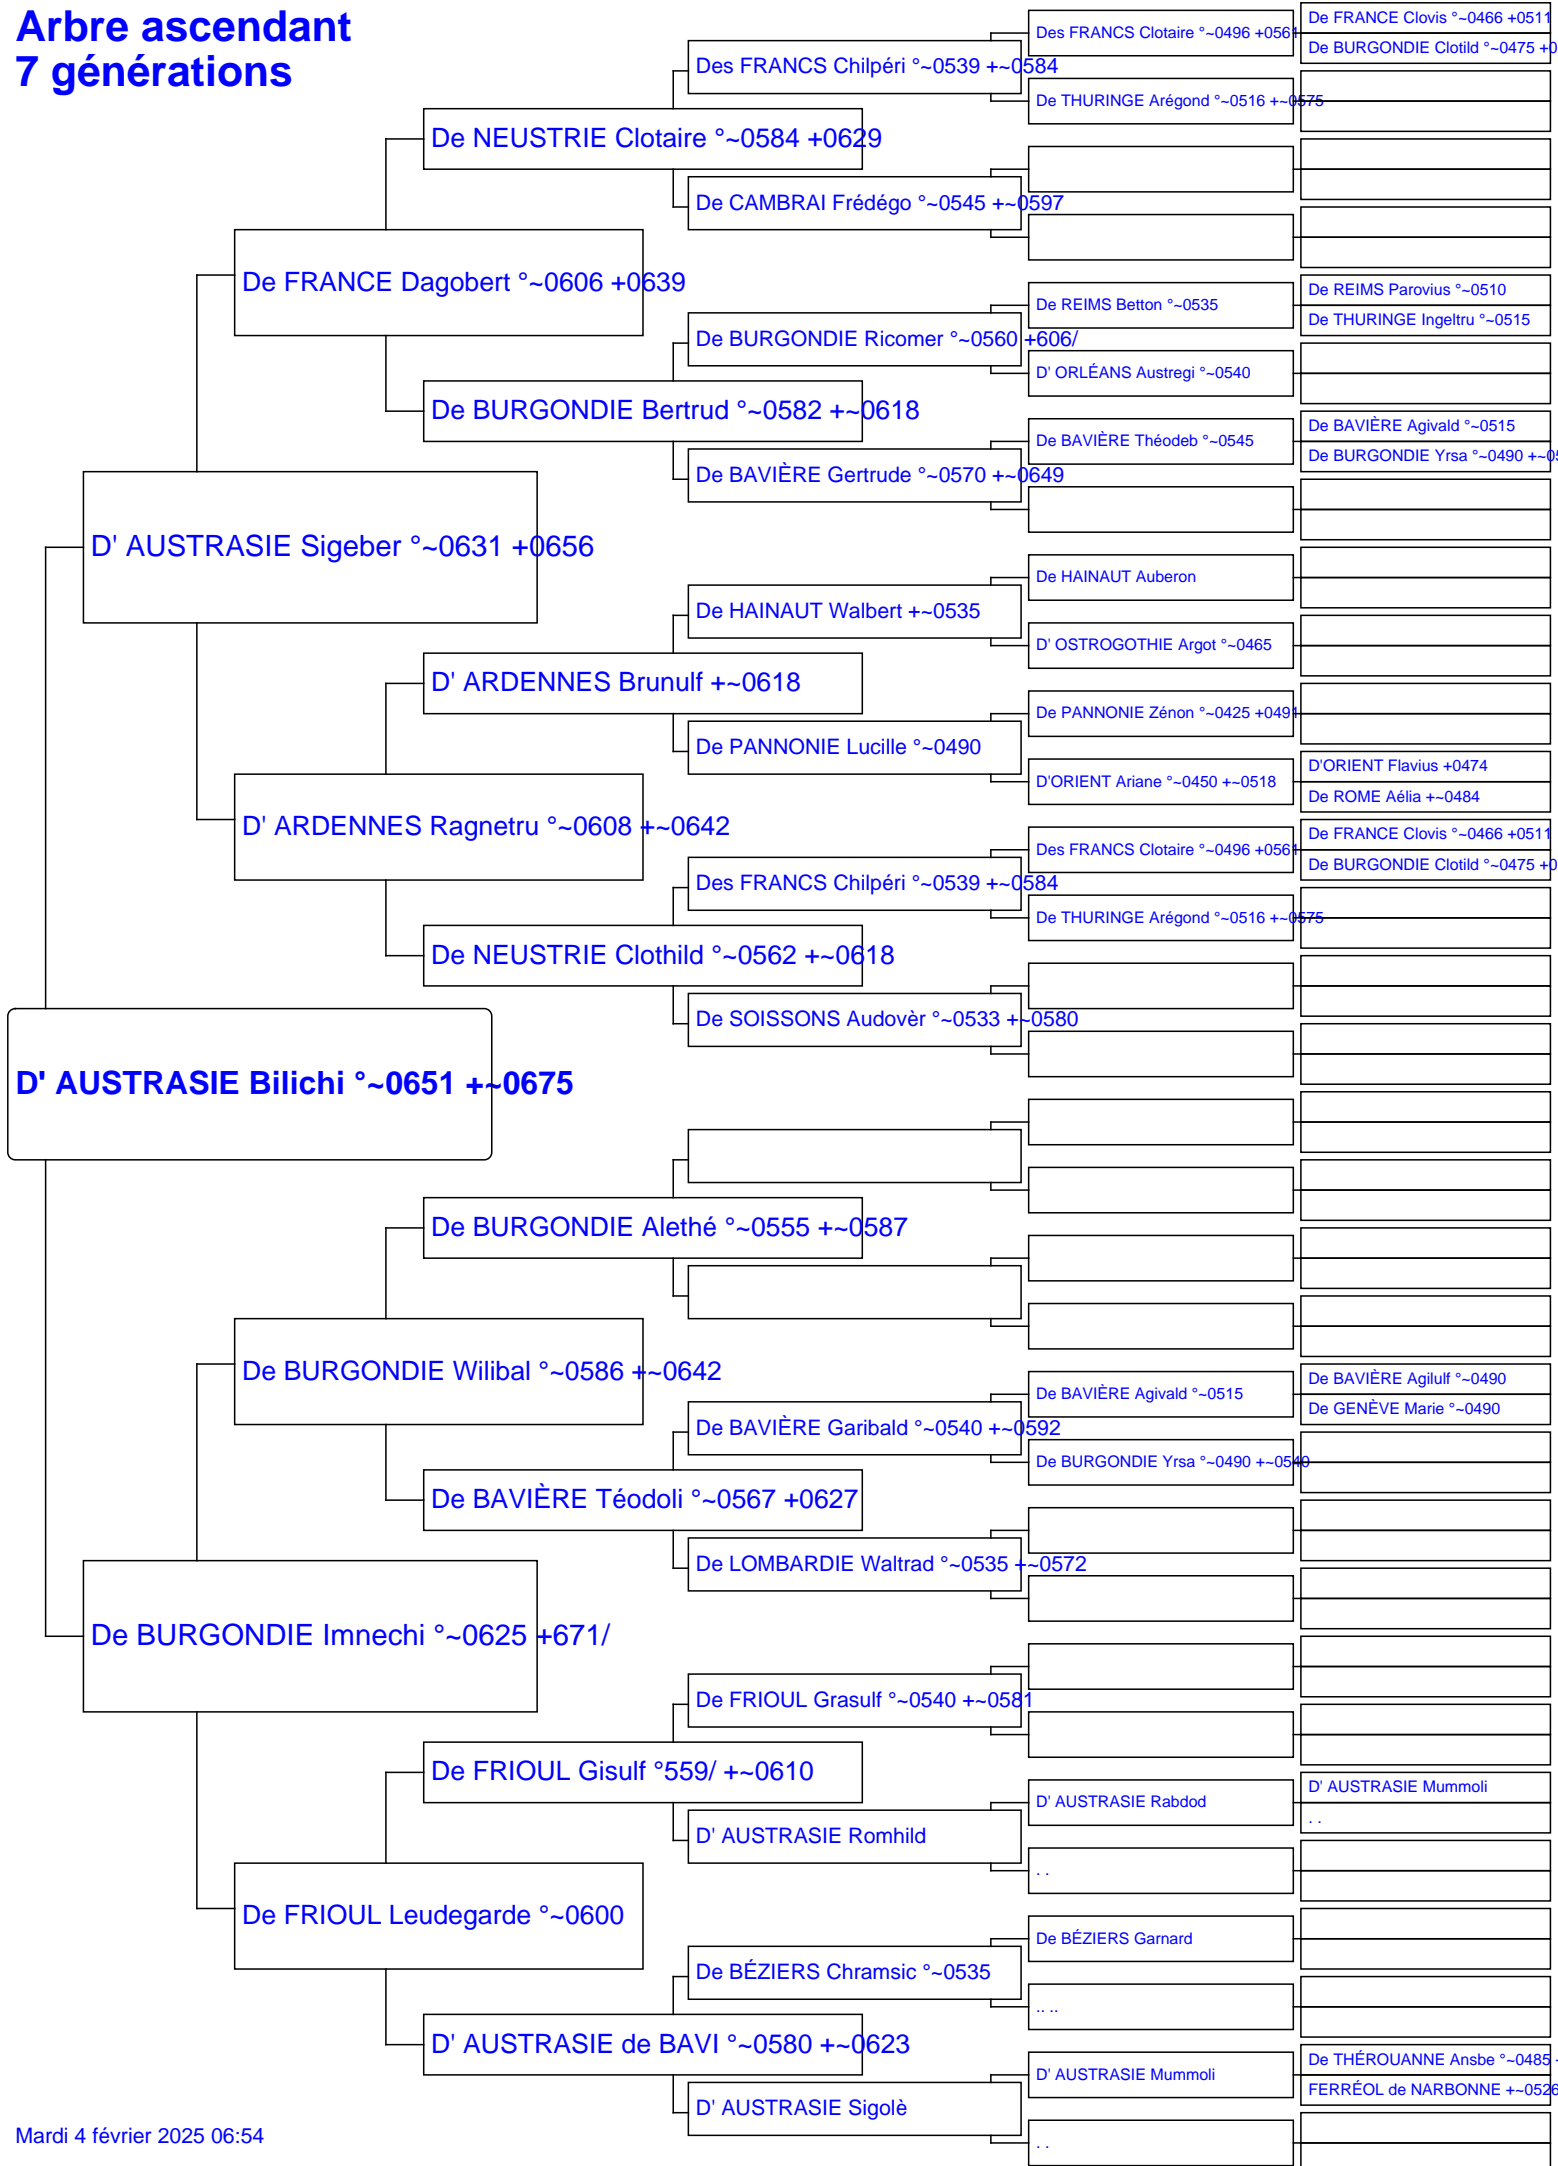 Arbre ascendant
7 générations
De FRANCE Clovis °~0466 +0511
Des FRANCS Clotaire °~0496 +0561
De BURGONDIE Clotild °~0475 +0
Des FRANCS Chilpéri °~0539 +~0584
De THURINGE Arégond °~0516 +~0575
De NEUSTRIE Clotaire °~0584 +0629
De CAMBRAI Frédégo °~0545 +~0597
De FRANCE Dagobert °~0606 +0639
De REIMS Parovius °~0510
De REIMS Betton °~0535
De THURINGE Ingeltru °~0515
De BURGONDIE Ricomer °~0560 +606/
D' ORLÉANS Austregi °~0540
De BURGONDIE Bertrud °~0582 +~0618
De BAVIÈRE Agivald °~0515
De BAVIÈRE Théodeb °~0545
De BURGONDIE Yrsa °~0490 +~05
De BAVIÈRE Gertrude °~0570 +~0649
D' AUSTRASIE Sigeber °~0631 +0656
De HAINAUT Auberon
De HAINAUT Walbert +~0535
D' OSTROGOTHIE Argot °~0465
D' ARDENNES Brunulf +~0618
De PANNONIE Zénon °~0425 +0491
De PANNONIE Lucille °~0490
D'ORIENT Flavius +0474
D'ORIENT Ariane °~0450 +~0518
De ROME Aélia +~0484
D' ARDENNES Ragnetru °~0608 +~0642
De FRANCE Clovis °~0466 +0511
Des FRANCS Clotaire °~0496 +0561
De BURGONDIE Clotild °~0475 +0
Des FRANCS Chilpéri °~0539 +~0584
De THURINGE Arégond °~0516 +~0575
De NEUSTRIE Clothild °~0562 +~0618
De SOISSONS Audovèr °~0533 +~0580
D' AUSTRASIE Bilichi °~0651 +~0675
De BURGONDIE Alethé °~0555 +~0587
De BURGONDIE Wilibal °~0586 +~0642
De BAVIÈRE Agilulf °~0490
De BAVIÈRE Agivald °~0515
De GENÈVE Marie °~0490
De BAVIÈRE Garibald °~0540 +~0592
De BURGONDIE Yrsa °~0490 +~0540
De BAVIÈRE Téodoli °~0567 +0627
De LOMBARDIE Waltrad °~0535 +~0572
De BURGONDIE Imnechi °~0625 +671/
De FRIOUL Grasulf °~0540 +~0581
De FRIOUL Gisulf °559/ +~0610
D' AUSTRASIE Mummoli
D' AUSTRASIE Rabdod
. .
D' AUSTRASIE Romhild
. .
De FRIOUL Leudegarde °~0600
De BÉZIERS Garnard
De BÉZIERS Chramsic °~0535
.. ..
D' AUSTRASIE de BAVI °~0580 +~0623
De THÉROUANNE Ansbe °~0485 +
D' AUSTRASIE Mummoli
FERRÉOL de NARBONNE +~0526
D' AUSTRASIE Sigolè
. .
Mardi 4 février 2025 06:54